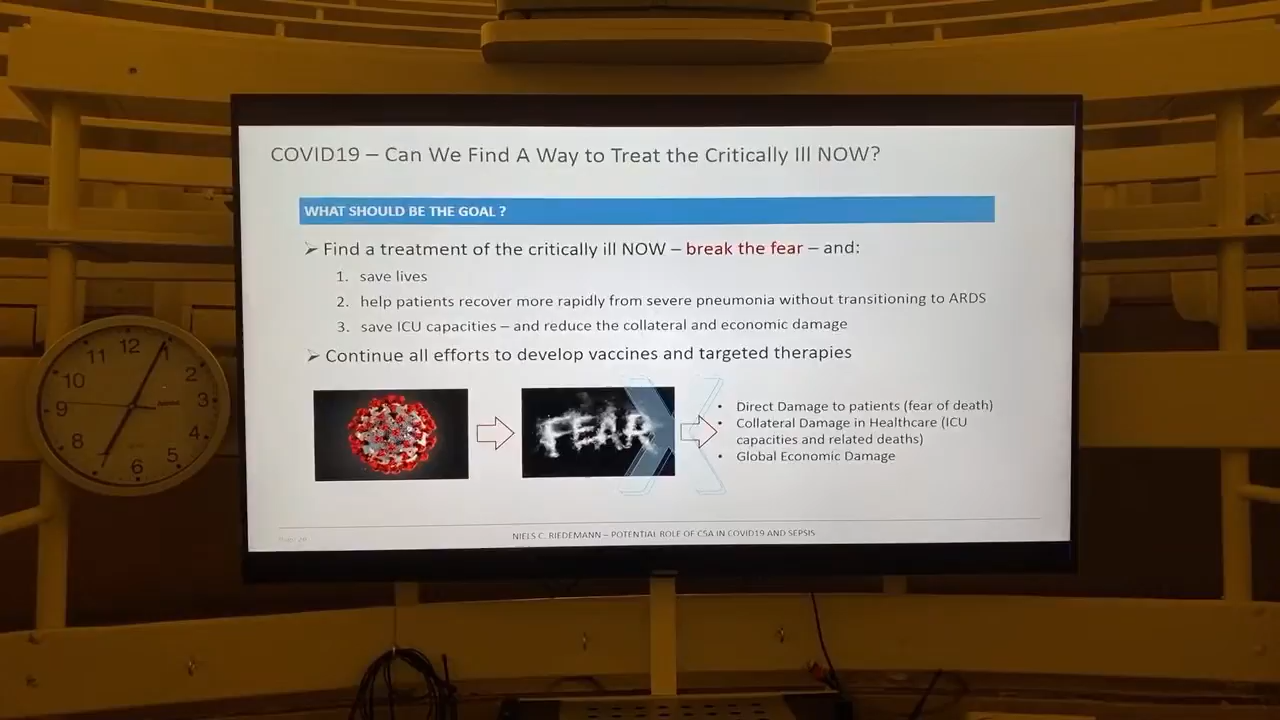 COVID19 – Can We Find A Way to Treat the Critically Ill NOW?
WHAT SHOULD BE THE GOAL ?
➢ Find a treatment of the critically ill NOW – break the fear – and:
1. save lives
2. help patients recover more rapidly from severe pneumonia without transitioning to ARDS
3. save ICU capacities – and reduce the collateral and economic damage
➢ Continue all efforts to develop vaccines and targeted therapies
FEAR
• Direct Damage to patients (fear of death)
• Collateral Damage in Healthcare (ICU
capacities and related deaths)
• Global Economic Damage
NIELS C. RIEDEMANN – POTENTIAL ROLE OF C5A IN COVID19 AND SEPSIS
12
1
2
3
4
5
6
8
9
10
11